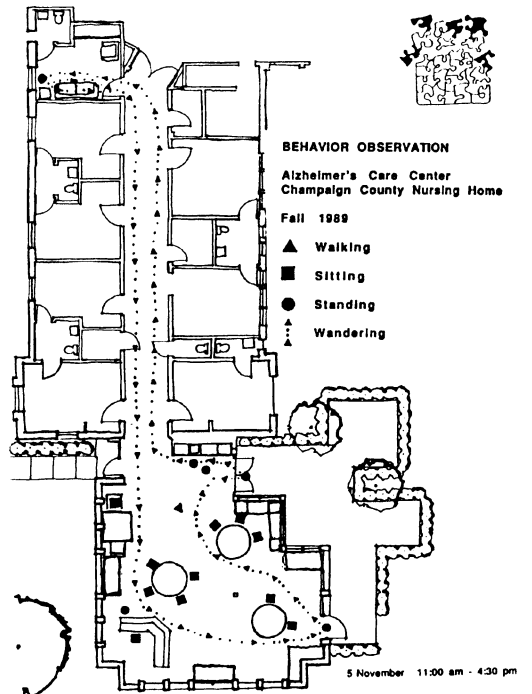 BEHAVIOR OBSERVATION
Alzheimer's Care Center
Champaign County Nursing Home
Fall 1989
Walking
Sitting
Standing
Wandering
5 November 11:00 am - 4:30 pm